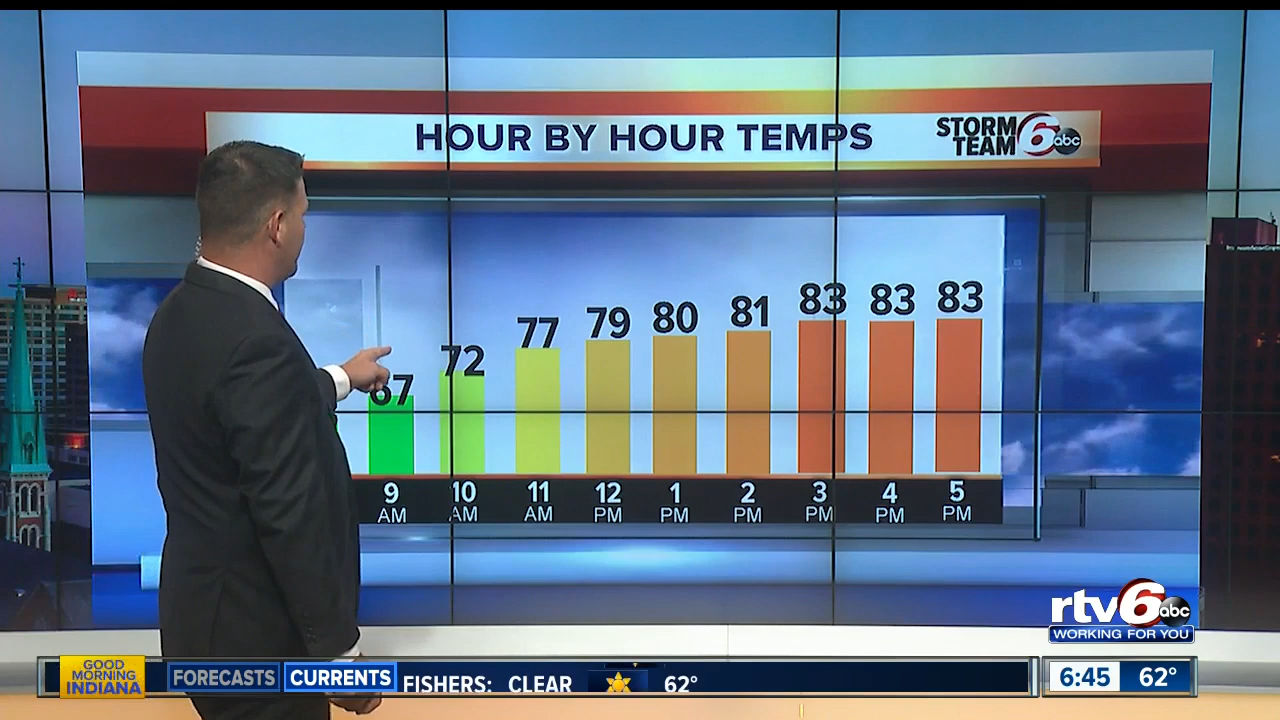 HOUR BY HOUR TEMPS
STORM
TEAM 6 abc
67 72 77 79 80 81 83 83 83
9 10 11 12 1 2 3 4 5
AM AM AM PM PM PM PM PM PM
rtv6 abc
WORKING FOR YOU
GOOD
MORNING
INDIANA
FORECASTS CURRENTS FISHERS: CLEAR 62° 6:45 62°